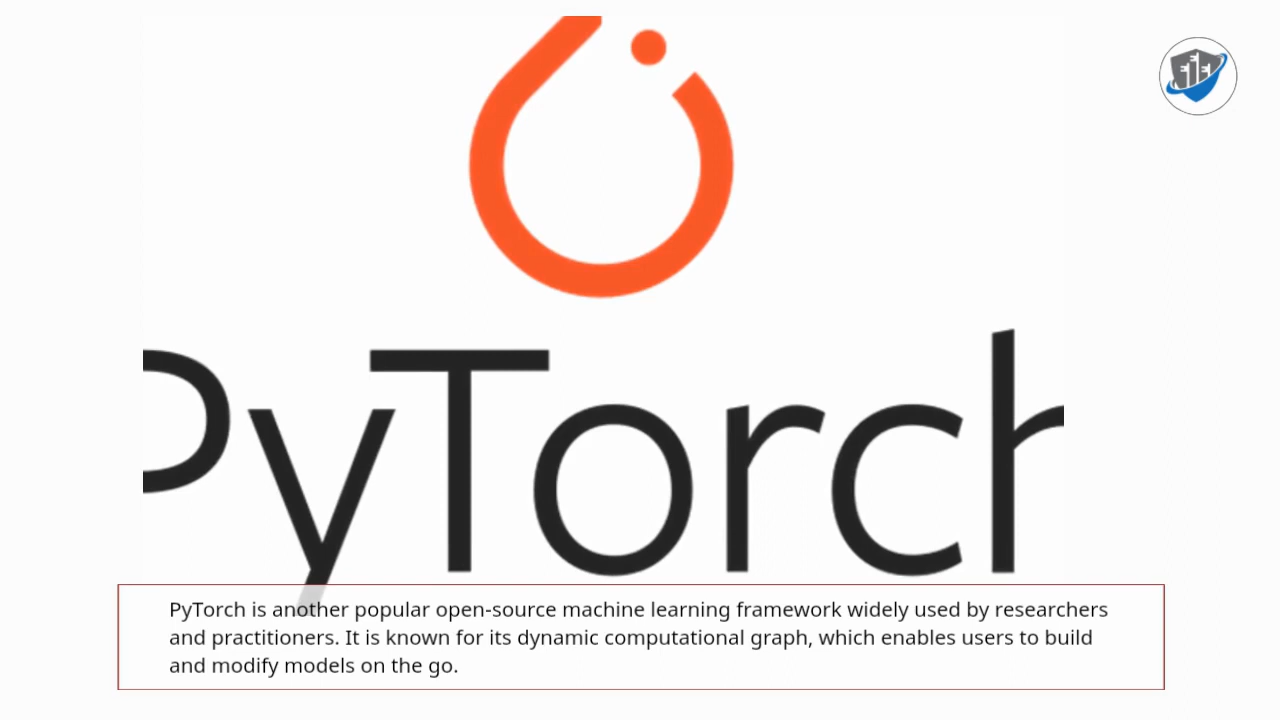 PyTorch
PyTorch is another popular open-source machine learning framework widely used by researchers
and practitioners. It is known for its dynamic computational graph, which enables users to build
and modify models on the go.